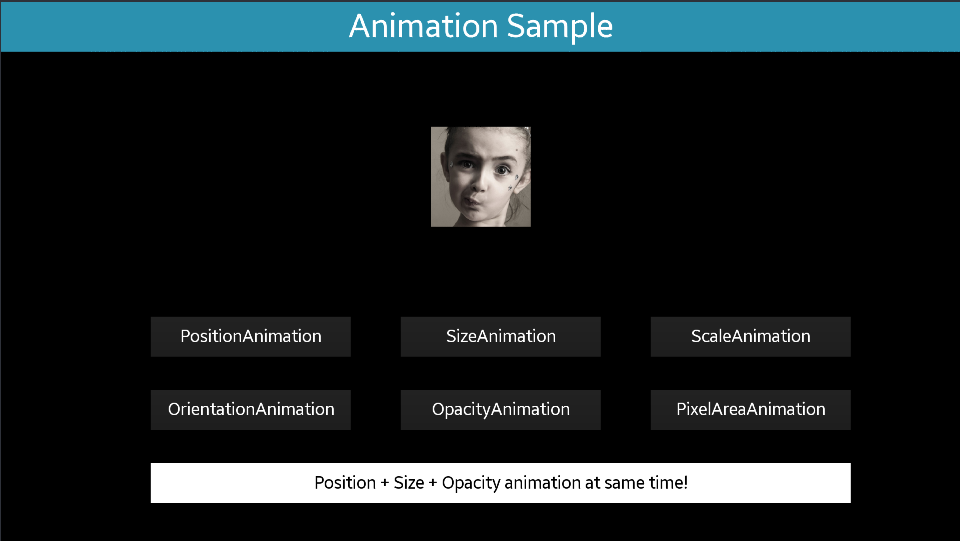 Animation Sample
PositionAnimation
SizeAnimation
ScaleAnimation
OrientationAnimation
OpacityAnimation
PixelAreaAnimation
Position + Size + Opacity animation at same time!